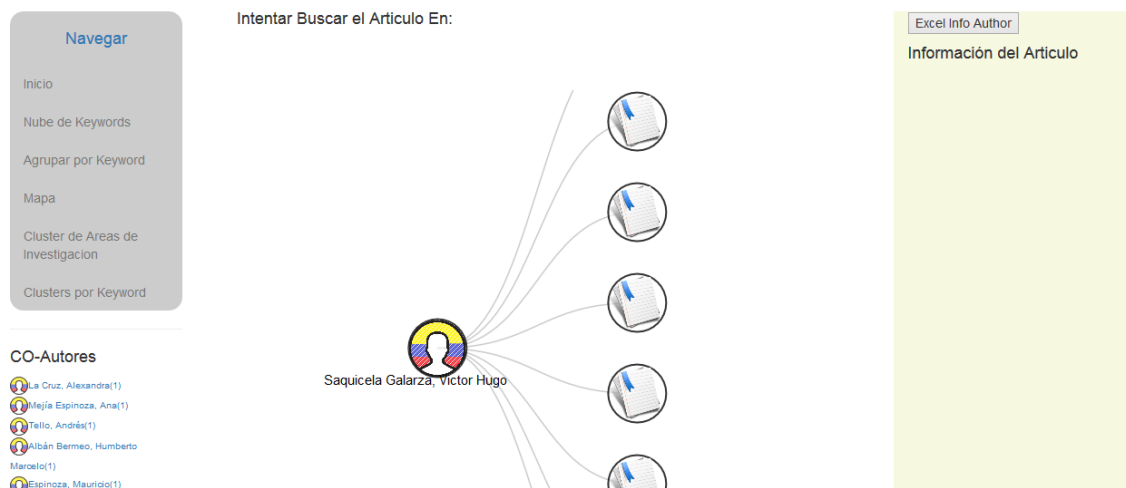 Navegar
Inicio
Nube de Keywords
Agrupar por Keyword
Mapa
Cluster de Areas de
Investigacion
Clusters por Keyword
CO-Autores
La Cruz, Alexandra(1)
Mejía Espinoza, Ana(1)
Tello, Andrés(1)
Albán Bermeo, Humberto
Marcelo(1)
Espinoza, Mauricio(1)
Intentar Buscar el Articulo En:
Saquicela Galarza, Victor Hugo
Excel Info Author
Información del Articulo